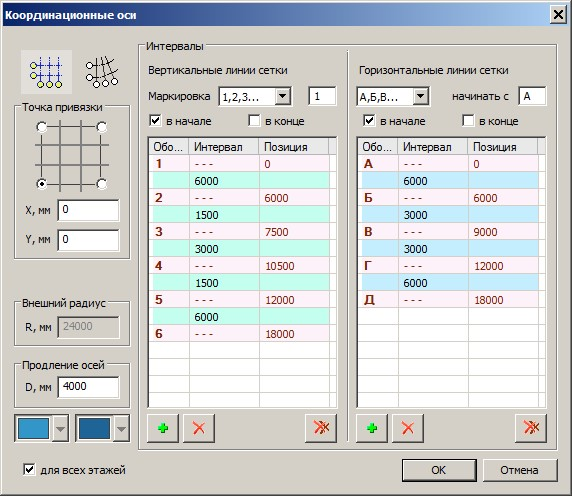 Координационные оси
Интервалы
Вертикальные линии сетки
Маркировка 1,2,3... 1
в начале в конце
Обо... Интервал Позиция
1 - - - 0
6000
2 - - - 6000
1500
3 - - - 7500
3000
4 - - - 10500
1500
5 - - - 12000
6000
6 - - - 18000
Горизонтальные линии сетки
А,Б,В... начинать с А
в начале в конце
Обо... Интервал Позиция
А - - - 0
6000
Б - - - 6000
3000
В - - - 9000
3000
Г - - - 12000
6000
Д - - - 18000
Точка привязки
X, мм 0
Y, мм 0
Внешний радиус
R, мм 24000
Продление осей
D, мм 4000
для всех этажей
OK Отмена